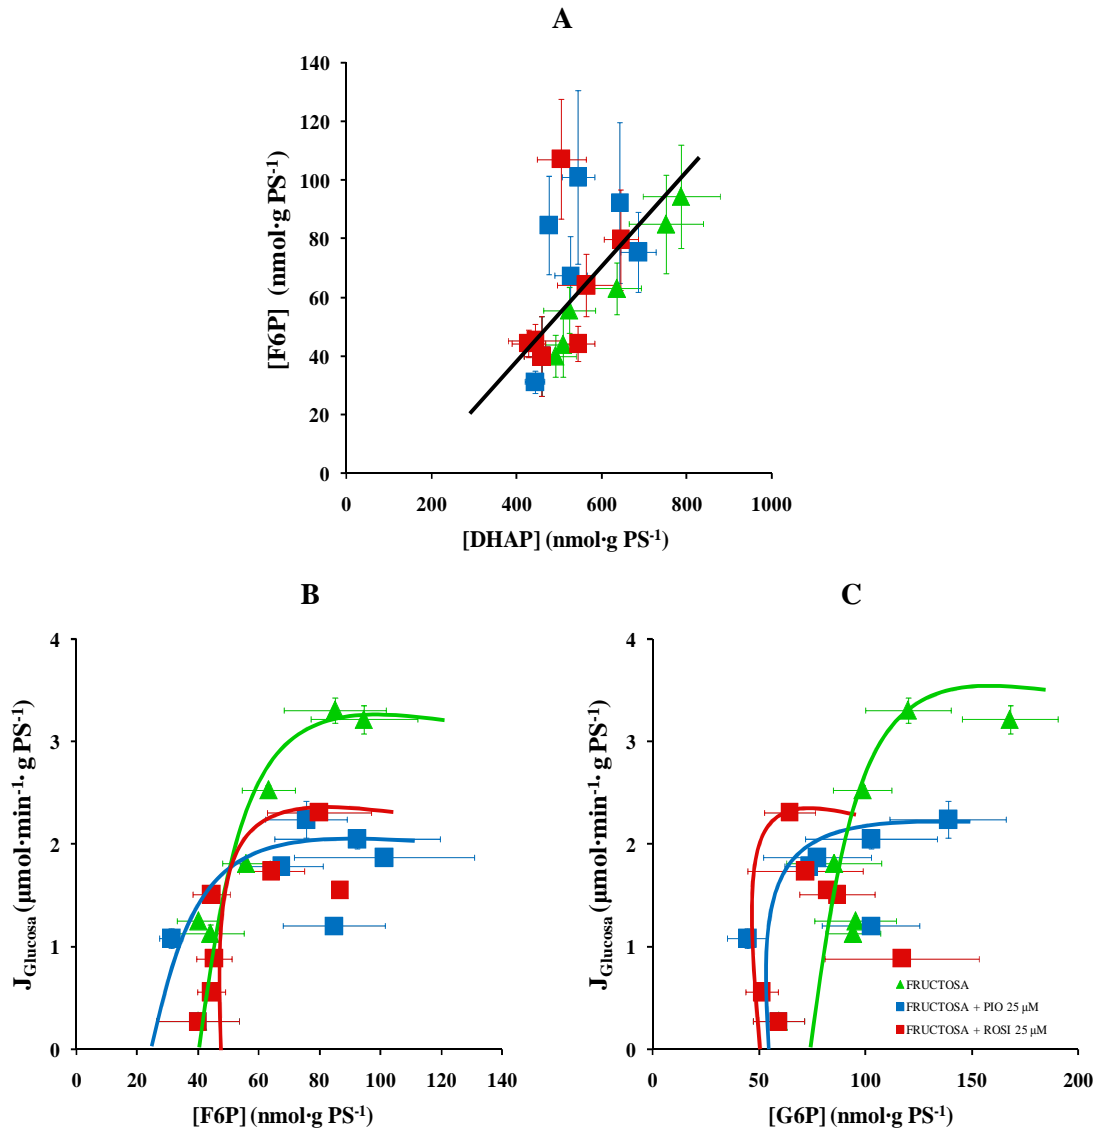 A
140
120
100
80
60
40
20
0
[F6P] (nmol·g PS⁻¹)
0 200 400 600 800 1000
[DHAP] (nmol·g PS⁻¹)
B
4
3
2
1
0
J_Glucosa (µmol·min⁻¹·g PS⁻¹)
0 20 40 60 80 100 120 140
[F6P] (nmol·g PS⁻¹)
C
4
3
2
1
0
J_Glucosa (µmol·min⁻¹·g PS⁻¹)
FRUCTOSA
FRUCTOSA + PIO 25 µM
FRUCTOSA + ROSI 25 µM
0 50 100 150 200
[G6P] (nmol·g PS⁻¹)